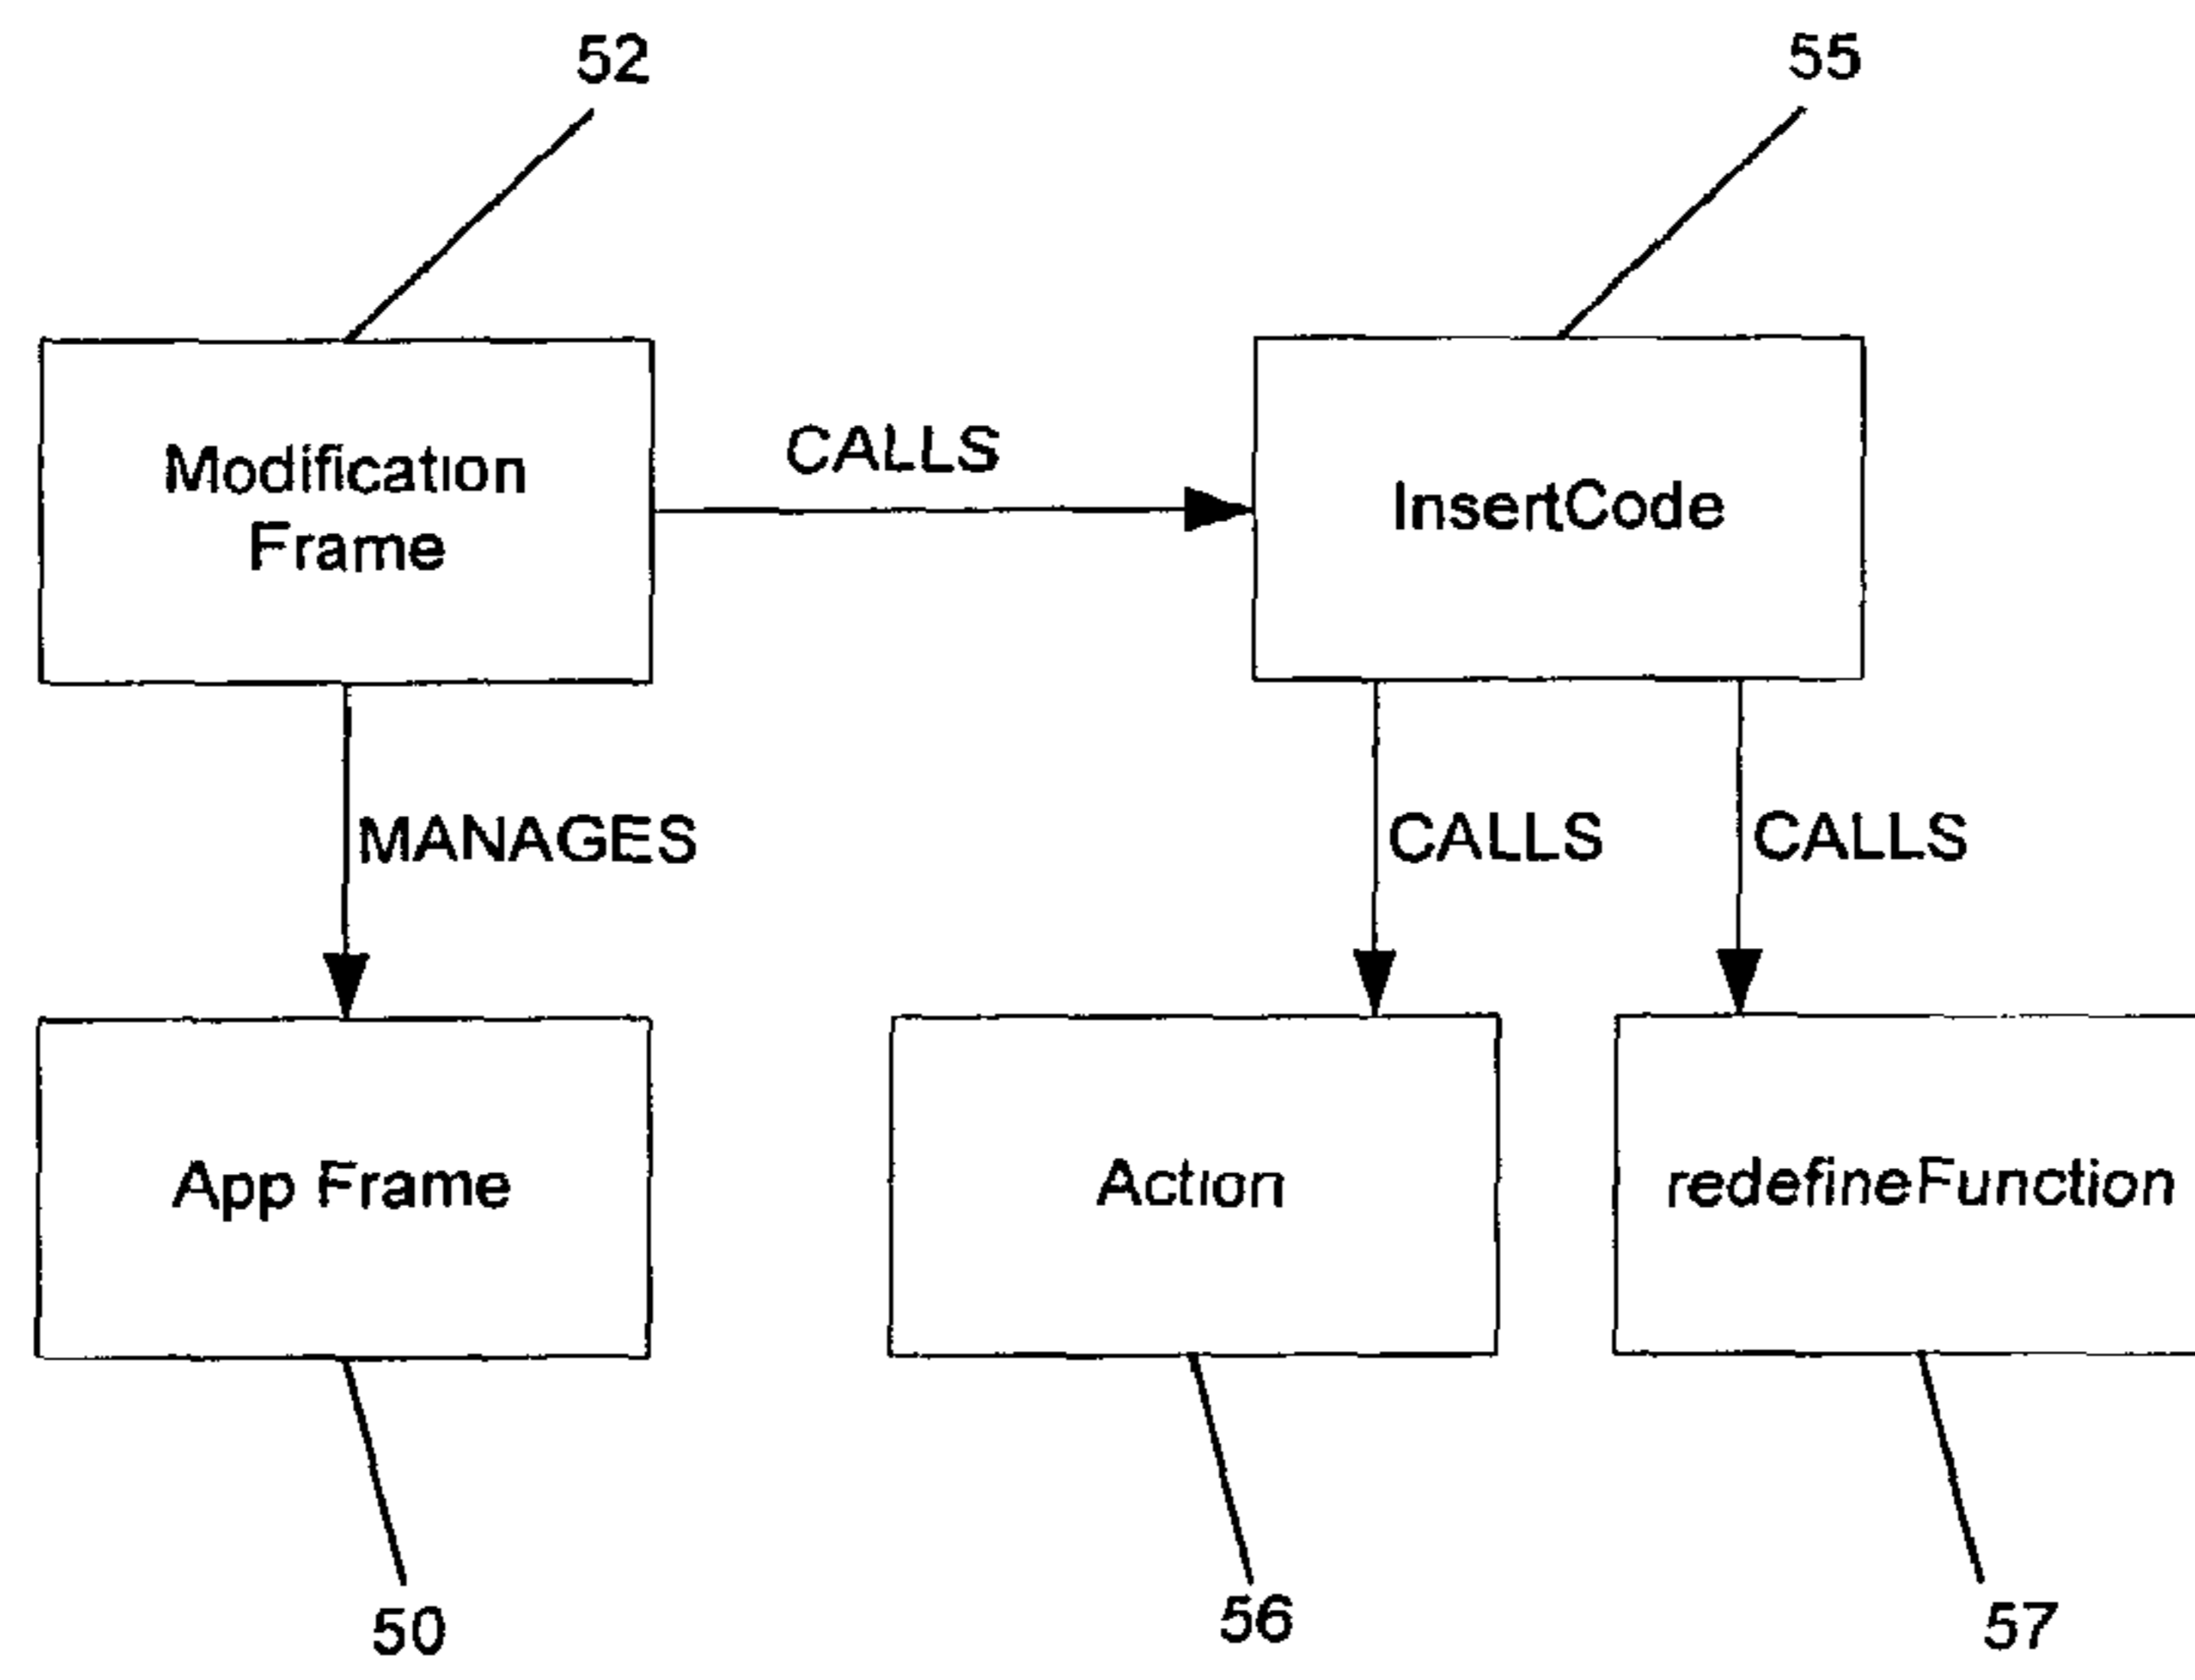 52
55
Modification
Frame
CALLS
InsertCode
MANAGES
CALLS
CALLS
App Frame
Action
redefineFunction
50
56
57